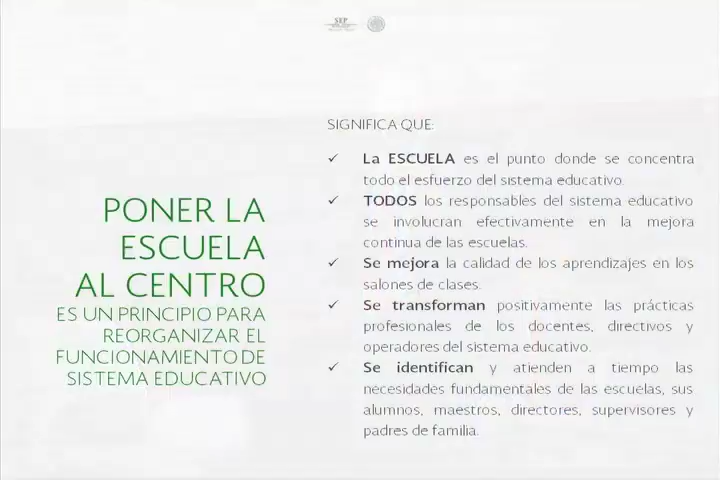 SEP
PONER LA
ESCUELA
AL CENTRO
ES UN PRINCIPIO PARA
REORGANIZAR EL
FUNCIONAMIENTO DE
SISTEMA EDUCATIVO
SIGNIFICA QUE:
✓ La ESCUELA es el punto donde se concentra
todo el esfuerzo del sistema educativo.
✓ TODOS los responsables del sistema educativo
se involucran efectivamente en la mejora
continua de las escuelas.
✓ Se mejora la calidad de los aprendizajes en los
salones de clases.
✓ Se transforman positivamente las prácticas
profesionales de los docentes, directivos y
operadores del sistema educativo.
✓ Se identifican y atienden a tiempo las
necesidades fundamentales de las escuelas, sus
alumnos, maestros, directores, supervisores y
padres de familia.